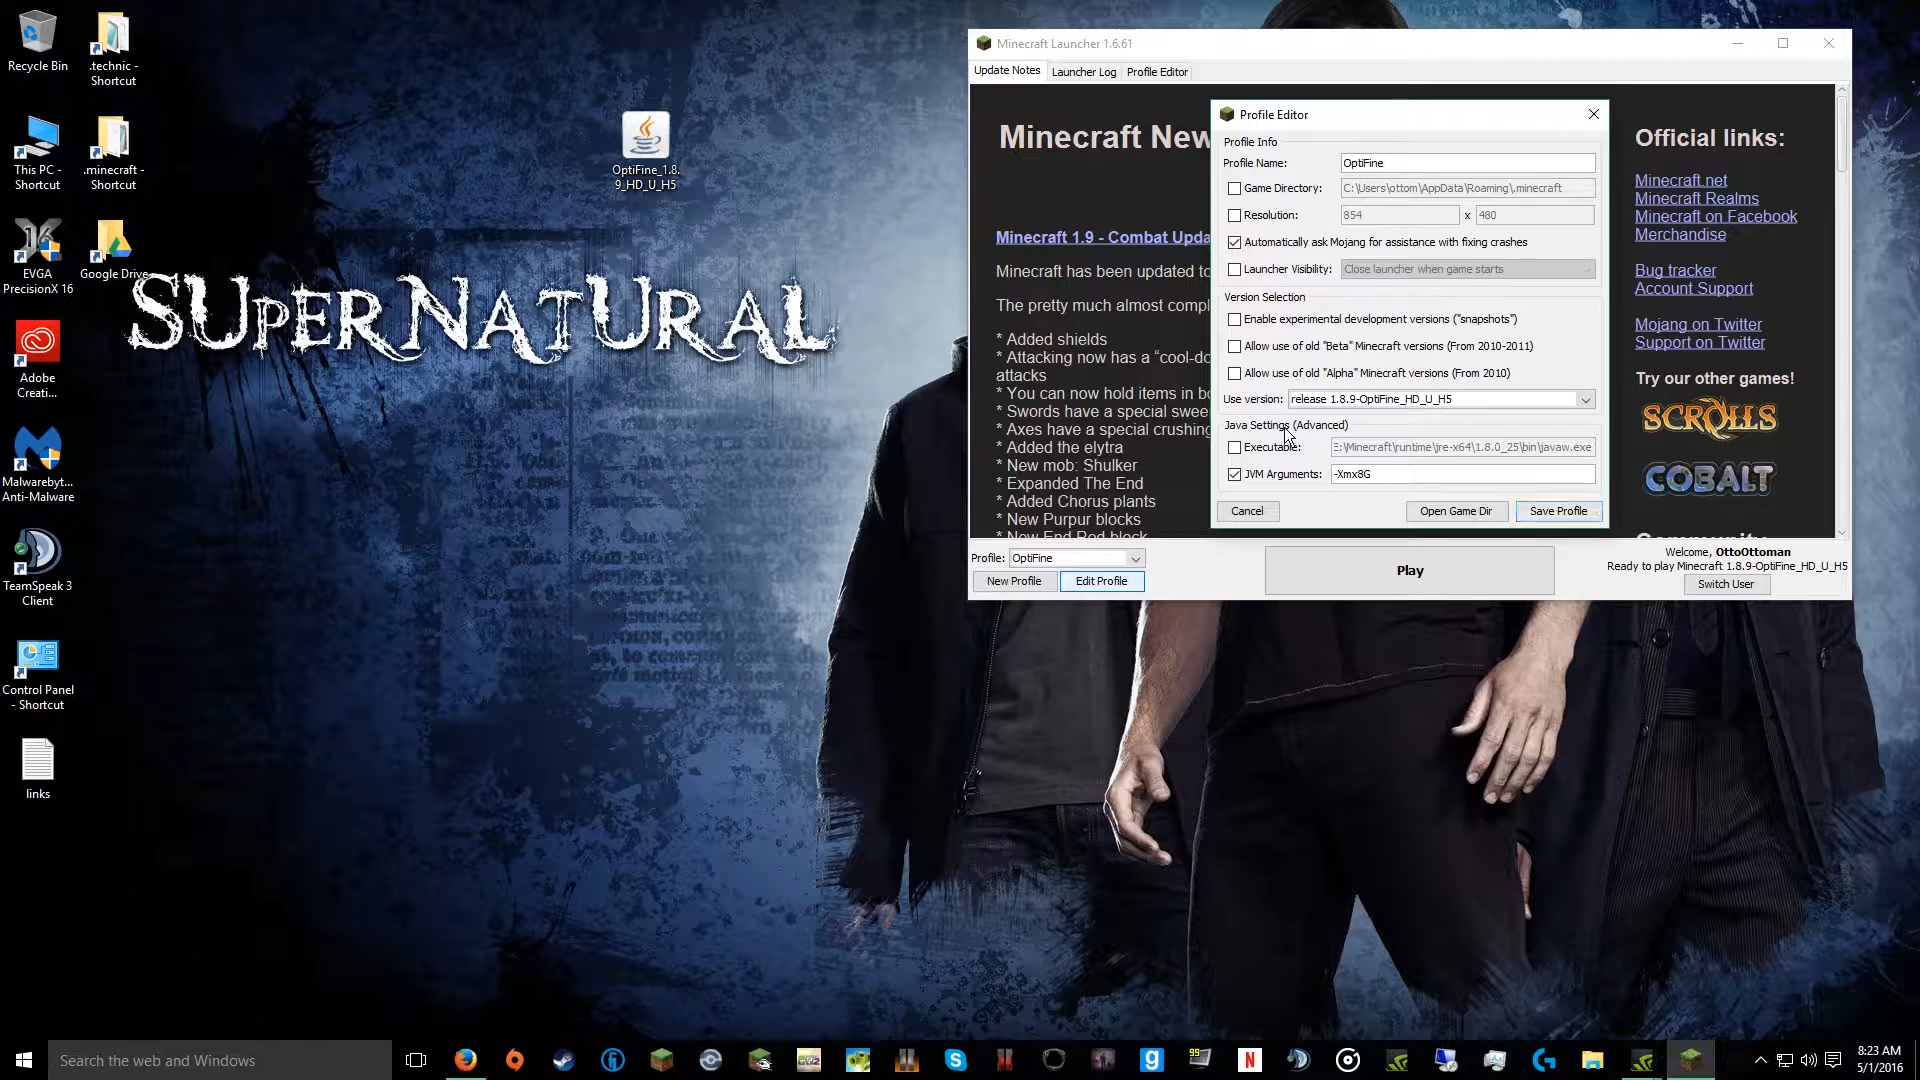 Recycle Bin
.technic -
Shortcut
This PC -
Shortcut
.minecraft -
Shortcut
EVGA
PrecisionX 16
Google Drive
Adobe
Creati...
Malwarebyt...
Anti-Malware
TeamSpeak 3
Client
Control Panel
- Shortcut
links
OptiFine_1.8.
9_HD_U_H5
SUPERNATURAL
Minecraft Launcher 1.6.61
Update Notes
Launcher Log
Profile Editor
Minecraft New
Minecraft 1.9 - Combat Upda
Minecraft has been updated to
The pretty much almost compl
* Added shields
* Attacking now has a “cool-do
attacks
* You can now hold items in bo
* Swords have a special swee
* Axes have a special crushing
* Added the elytra
* New mob: Shulker
* Expanded The End
* Added Chorus plants
* New Purpur blocks
* New End Rod block
Profile Editor
Profile Info
Profile Name: OptiFine
Game Directory: C:\Users\ottom\AppData\Roaming\.minecraft
Resolution: 854 x 480
Automatically ask Mojang for assistance with fixing crashes
Launcher Visibility: Close launcher when game starts
Version Selection
Enable experimental development versions ("snapshots")
Allow use of old "Beta" Minecraft versions (From 2010-2011)
Allow use of old "Alpha" Minecraft versions (From 2010)
Use version: release 1.8.9-OptiFine_HD_U_H5
Java Settings (Advanced)
Executable: E:\Minecraft\runtime\jre-x64\1.8.0_25\bin\javaw.exe
JVM Arguments: -Xmx8G
Cancel
Open Game Dir
Save Profile
Official links:
Minecraft.net
Minecraft Realms
Minecraft on Facebook
Merchandise
Bug tracker
Account Support
Mojang on Twitter
Support on Twitter
Try our other games!
SCROLLS
COBALT
Profile: OptiFine
New Profile
Edit Profile
Play
Welcome, OttoOttoman
Ready to play Minecraft 1.8.9-OptiFine_HD_U_H5
Switch User
Search the web and Windows
8:23 AM
5/1/2016